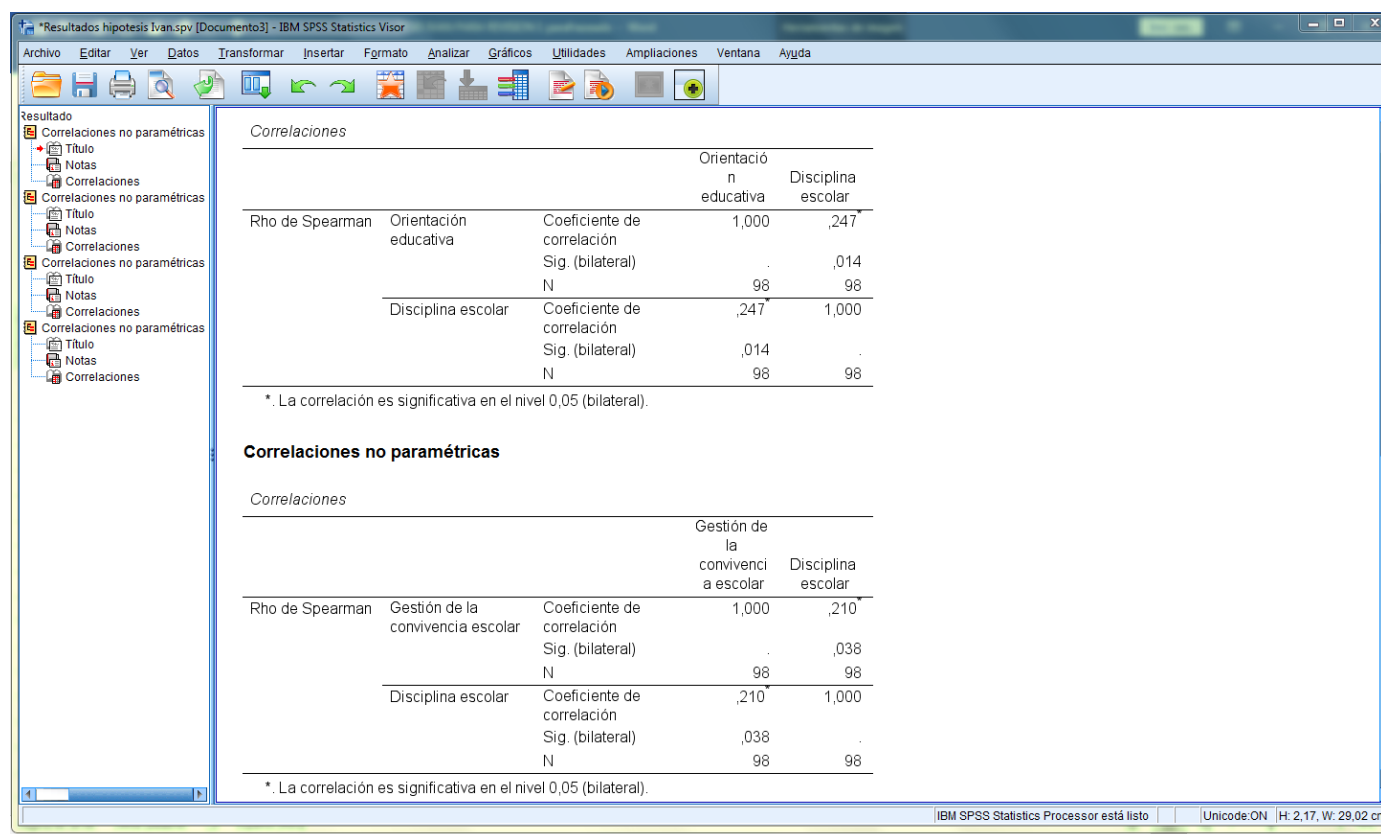 *Resultados hipotesis Ivan.spv [Documento3] - IBM SPSS Statistics Visor
Archivo Editar Ver Datos Transformar Insertar Formato Analizar Gráficos Utilidades Ampliaciones Ventana Ayuda
Resultado
Correlaciones no paramétricas
Título
Notas
Correlaciones
Correlaciones no paramétricas
Título
Notas
Correlaciones
Correlaciones no paramétricas
Título
Notas
Correlaciones
Correlaciones no paramétricas
Título
Notas
Correlaciones
Correlaciones
Orientació
n Disciplina
educativa escolar
Rho de Spearman Orientación Coeficiente de 1,000 ,247*
educativa correlación
Sig. (bilateral) . ,014
N 98 98
Disciplina escolar Coeficiente de ,247* 1,000
correlación
Sig. (bilateral) ,014 .
N 98 98
*. La correlación es significativa en el nivel 0,05 (bilateral).
Correlaciones no paramétricas
Correlaciones
Gestión de
la
convivenci Disciplina
a escolar escolar
Rho de Spearman Gestión de la Coeficiente de 1,000 ,210*
convivencia escolar correlación
Sig. (bilateral) . ,038
N 98 98
Disciplina escolar Coeficiente de ,210* 1,000
correlación
Sig. (bilateral) ,038 .
N 98 98
*. La correlación es significativa en el nivel 0,05 (bilateral).
IBM SPSS Statistics Processor está listo Unicode:ON H: 2,17, W: 29,02